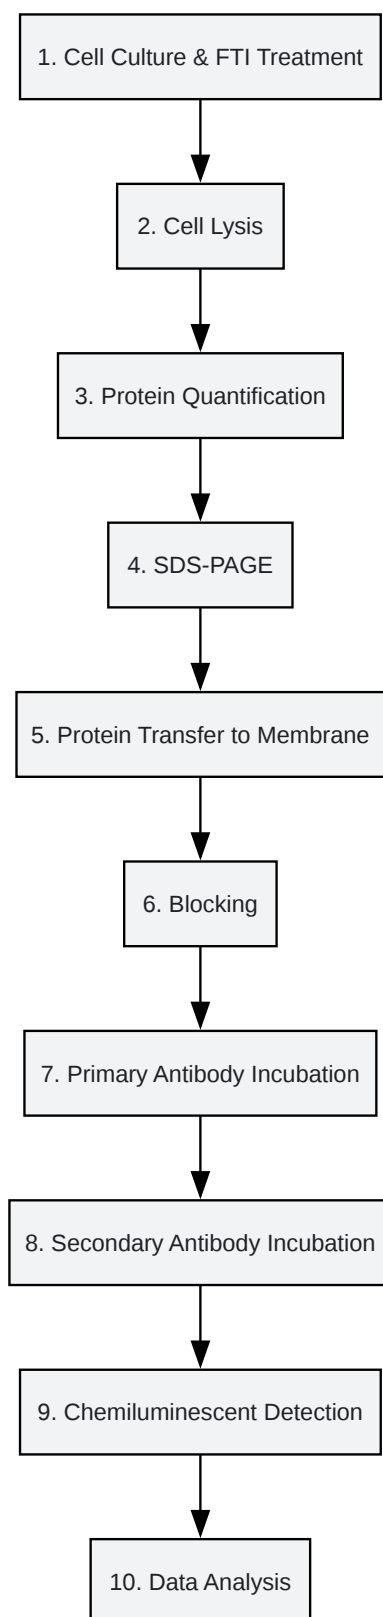 1. Cell Culture & FTI Treatment
2. Cell Lysis
3. Protein Quantification
4. SDS-PAGE
5. Protein Transfer to Membrane
6. Blocking
7. Primary Antibody Incubation
8. Secondary Antibody Incubation
9. Chemiluminescent Detection
10. Data Analysis